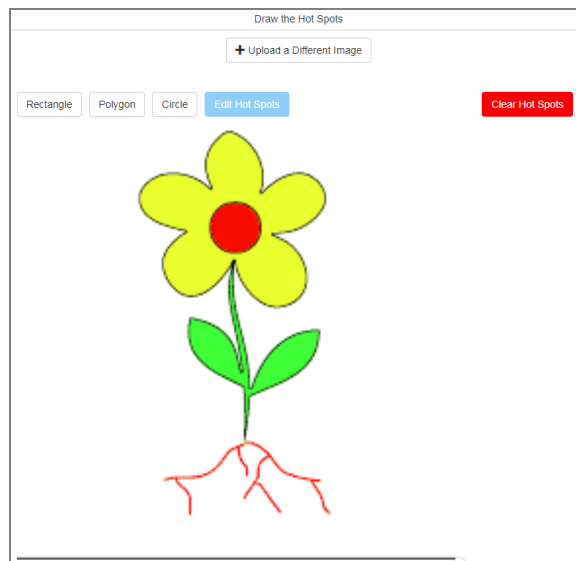 Draw the Hot Spots
Upload a Different Image
Rectangle Polygon Circle Edit Hot Spots Clear Hot Spots